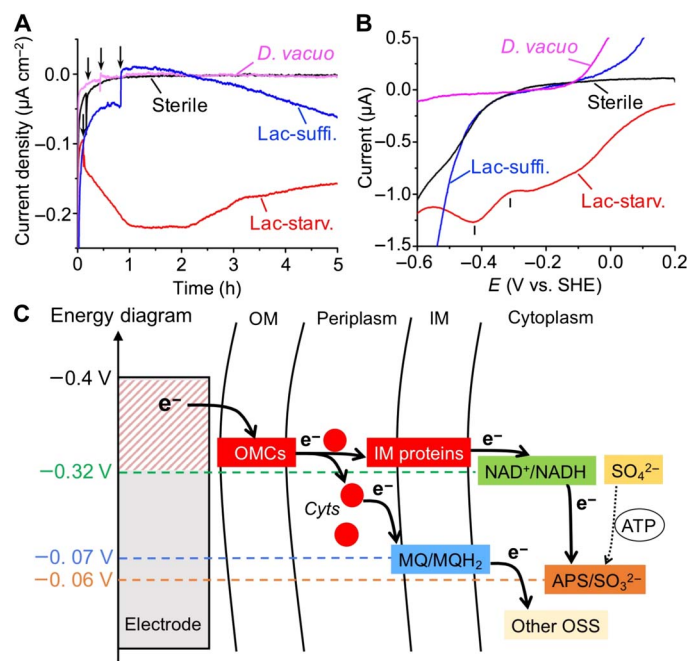 A
Current density (μA cm⁻²)
0.0
−0.1
−0.2
D. vacuo
Sterile
Lac-suffi.
Lac-starv.
0 1 2 3 4 5
Time (h)
B
Current (μA)
0.5
0.0
−0.5
−1.0
−1.5
D. vacuo
Sterile
Lac-suffi.
Lac-starv.
−0.6 −0.4 −0.2 0.0 0.2
E (V vs. SHE)
C Energy diagram OM Periplasm IM Cytoplasm
−0.4 V
e⁻
OMCs
e⁻
IM proteins
e⁻
−0.32 V
NAD⁺/NADH
SO₄²⁻
Cyts
e⁻
e⁻
ATP
−0. 07 V
MQ/MQH₂
e⁻
−0. 06 V
APS/SO₃²⁻
Electrode
Other OSS